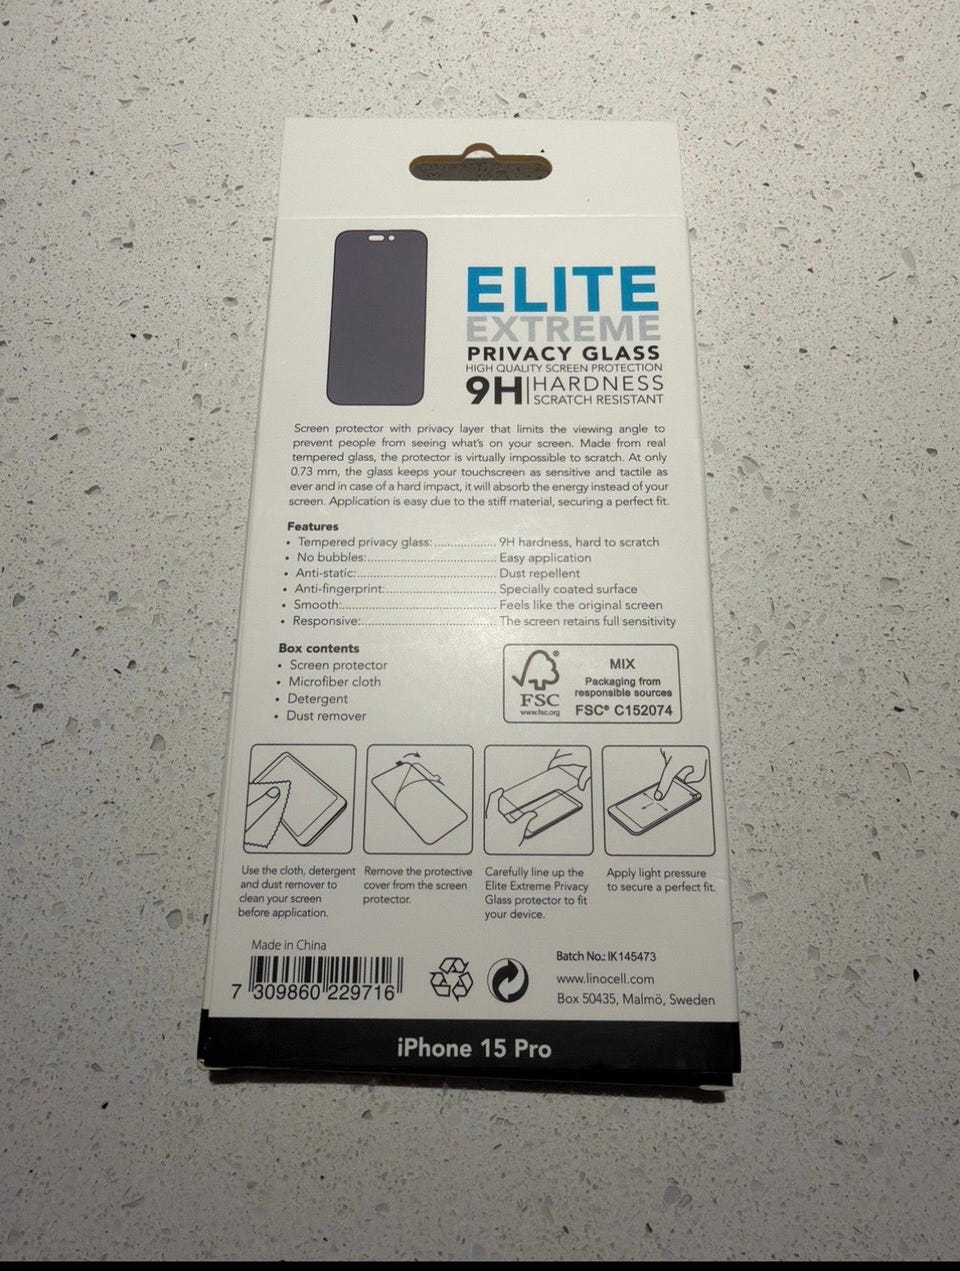 ELITE
EXTREME
PRIVACY GLASS
HIGH QUALITY SCREEN PROTECTION
9H HARDNESS
SCRATCH RESISTANT
Screen protector with privacy layer that limits the viewing angle to
prevent people from seeing what's on your screen. Made from real
tempered glass, the protector is virtually impossible to scratch. At only
0.73 mm, the glass keeps your touchscreen as sensitive and tactile as
ever and in case of a hard impact, it will absorb the energy instead of your
screen. Application is easy due to the stiff material, securing a perfect fit.
Features
• Tempered privacy glass:.................. 9H hardness, hard to scratch
• No bubbles:..................................... Easy application
• Anti-static:........................................ Dust repellent
• Anti-fingerprint:................................ Specially coated surface
• Smooth:............................................ Feels like the original screen
• Responsive:....................................... The screen retains full sensitivity
Box contents
• Screen protector
• Microfiber cloth
• Detergent
• Dust remover
FSC
www.fsc.org
MIX
Packaging from
responsible sources
FSC® C152074
Use the cloth, detergent
and dust remover to
clean your screen
before application.
Remove the protective
cover from the screen
protector.
Carefully line up the
Elite Extreme Privacy
Glass protector to fit
your device.
Apply light pressure
to secure a perfect fit.
Made in China
7 309860 229716
Batch No.: IK145473
www.linocell.com
Box 50435, Malmö, Sweden
iPhone 15 Pro